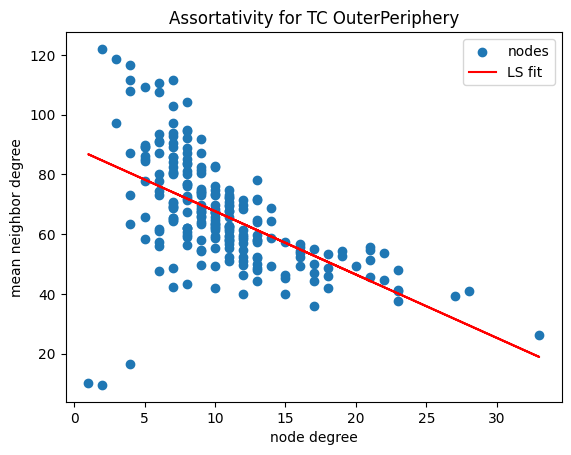 Assortativity for TC OuterPeriphery
nodes
LS fit
mean neighbor degree
120
100
80
60
40
20
0
5
10
15
20
25
30
node degree